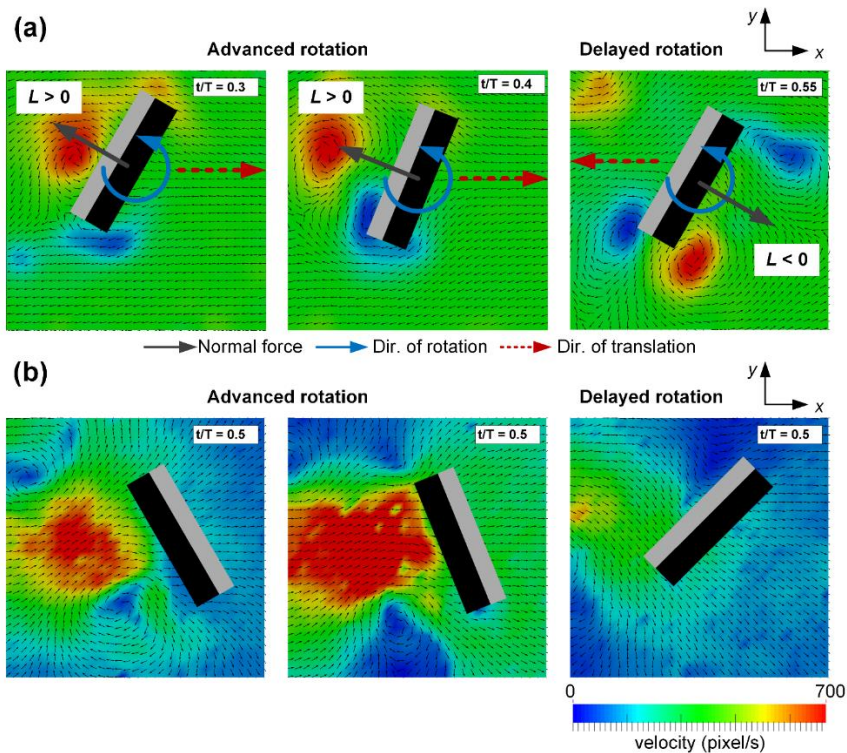 (a)
Advanced rotation
Delayed rotation
y
x
L > 0
t/T = 0.3
L > 0
t/T = 0.4
t/T = 0.55
L < 0
Normal force
Dir. of rotation
Dir. of translation
(b)
Advanced rotation
Delayed rotation
y
x
t/T = 0.5
t/T = 0.5
t/T = 0.5
0
700
velocity (pixel/s)